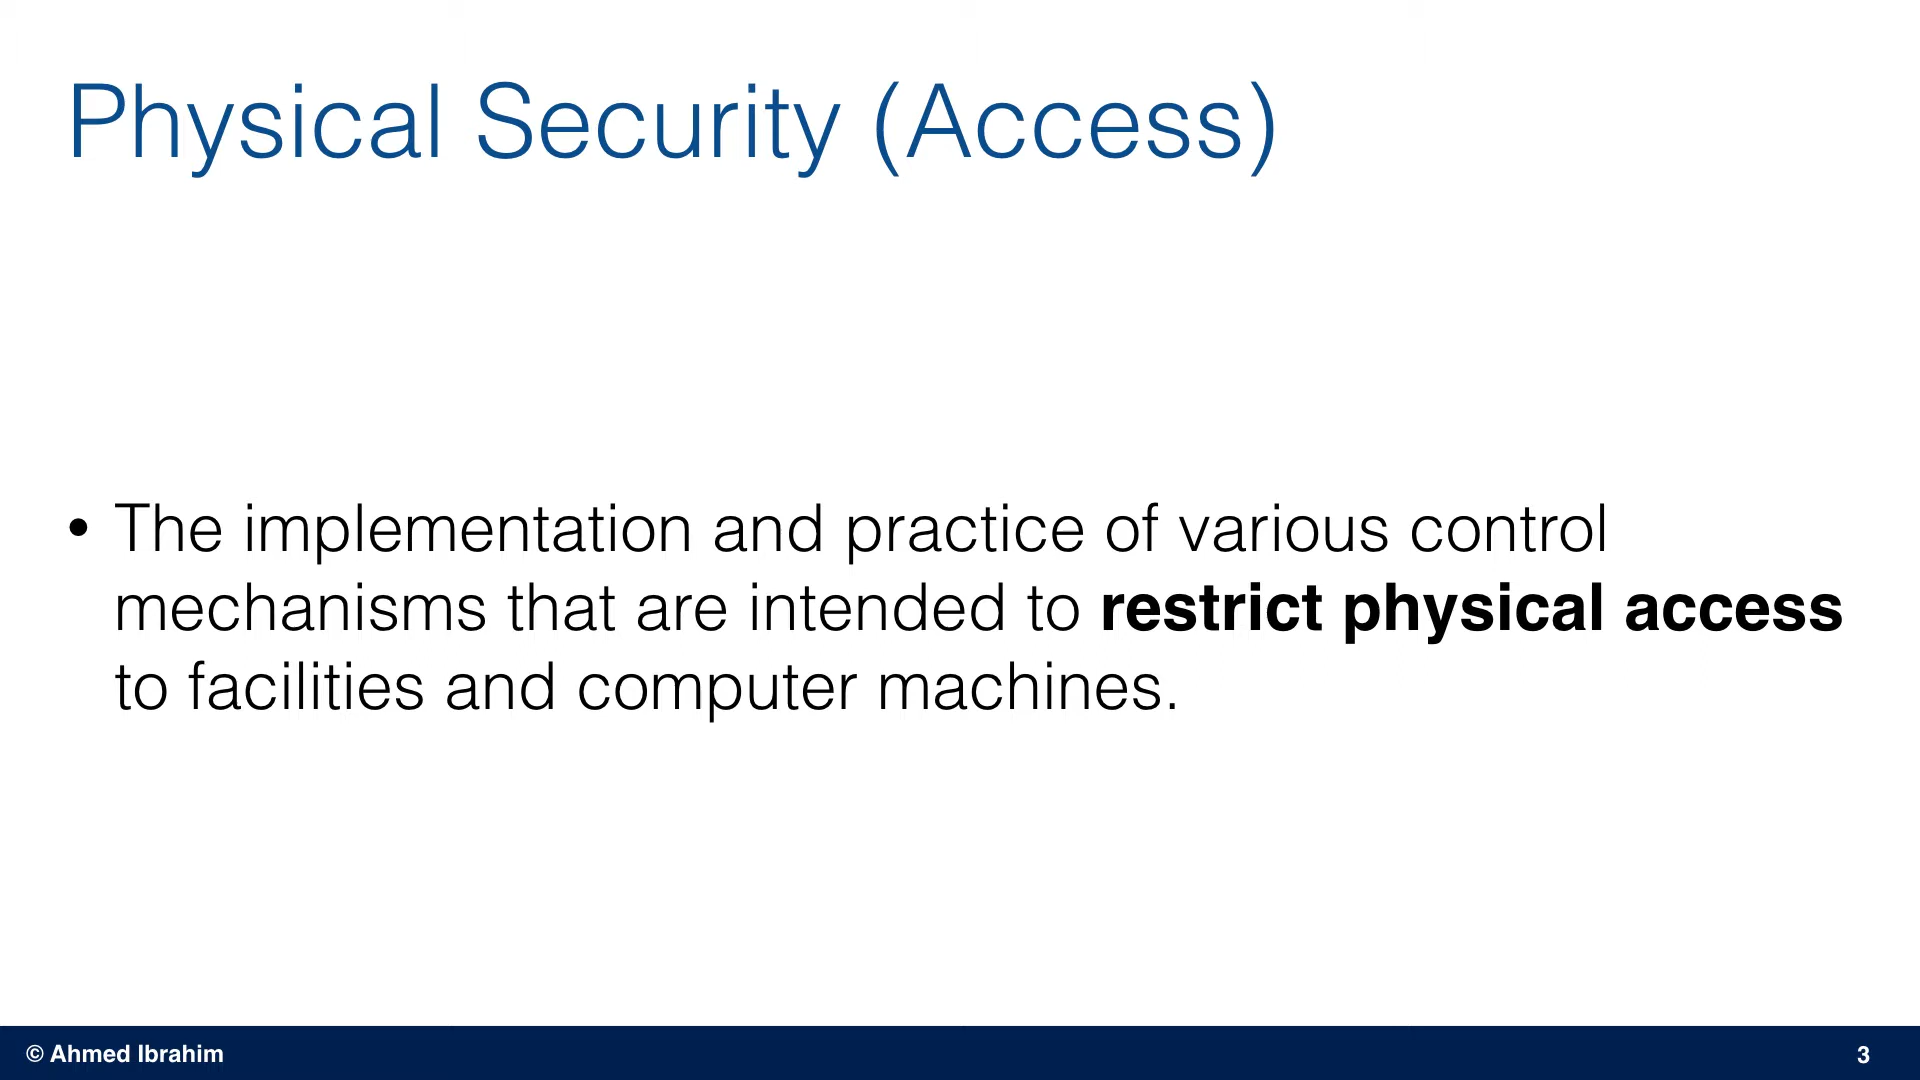 Physical Security (Access)
• The implementation and practice of various control
mechanisms that are intended to restrict physical access
to facilities and computer machines.
© Ahmed Ibrahim
3